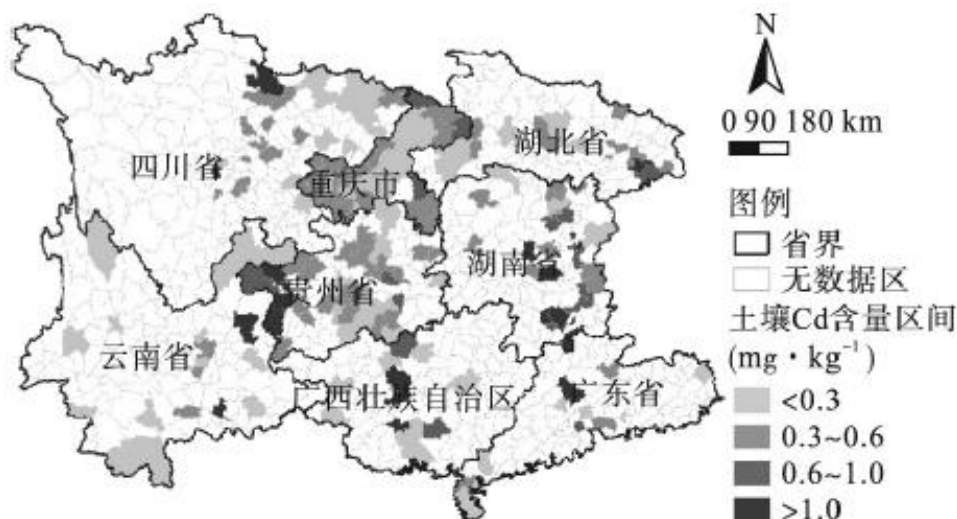 N
0 90 180 km
湖北省
四川省
重庆市
图例
省界
湖南省
无数据区
贵州省
土壤Cd含量区间
(mg·kg⁻¹)
云南省
广西壮族自治区
广东省
<0.3
0.3~0.6
0.6~1.0
>1.0